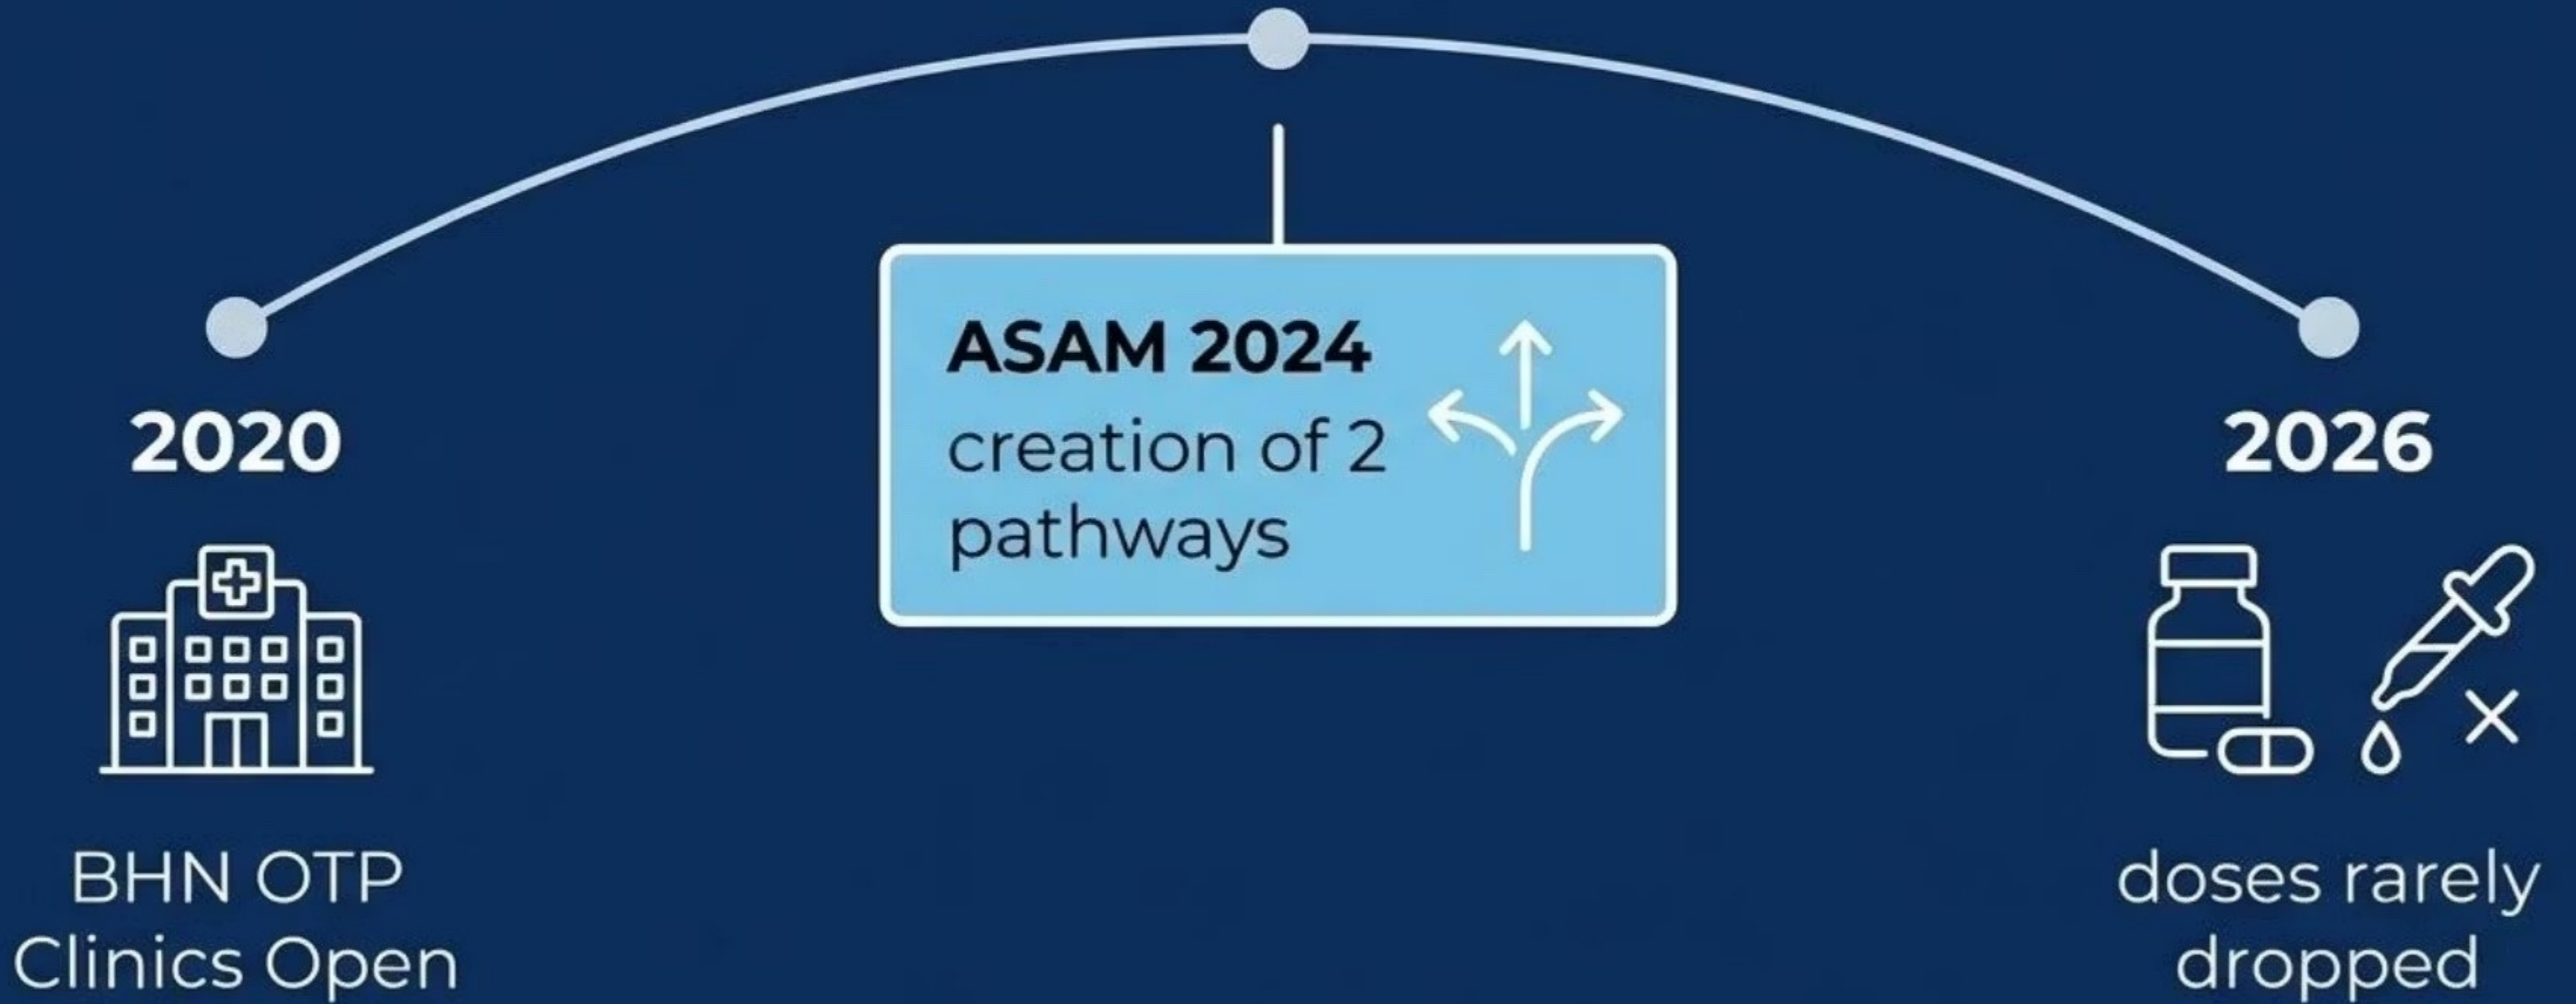 2020
BHN OTP
Clinics Open
ASAM 2024
creation of 2
pathways
2026
doses rarely
dropped